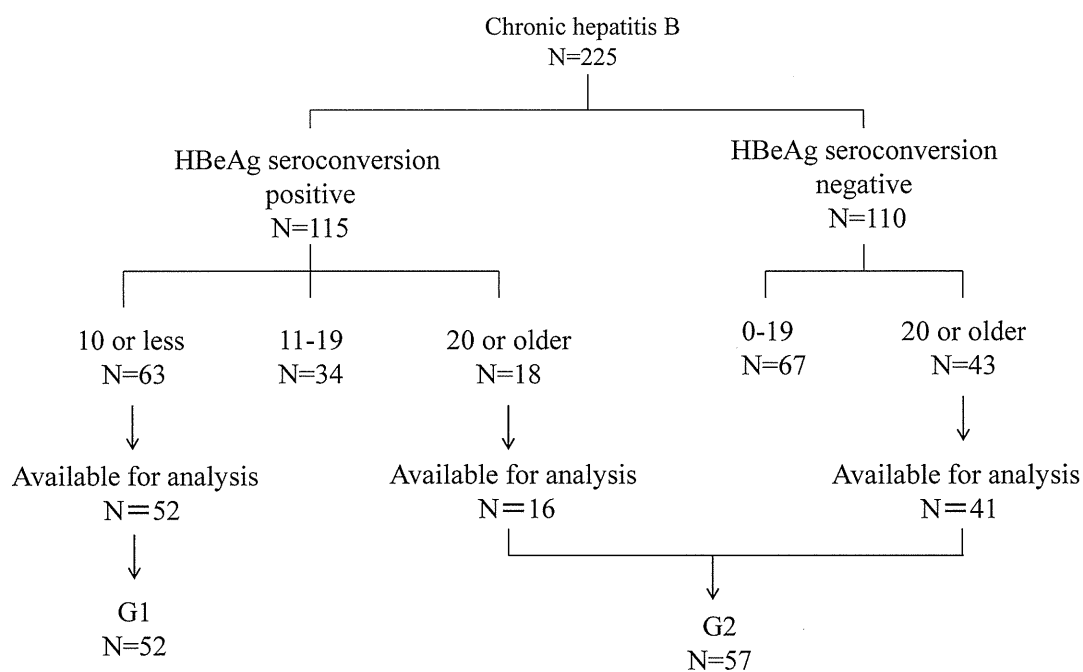 Chronic hepatitis B
N=225
HBeAg seroconversion
positive
N=115
HBeAg seroconversion
negative
N=110
10 or less
N=63
11-19
N=34
20 or older
N=18
0-19
N=67
20 or older
N=43
Available for analysis
N=52
Available for analysis
N=16
Available for analysis
N=41
G1
N=52
G2
N=57